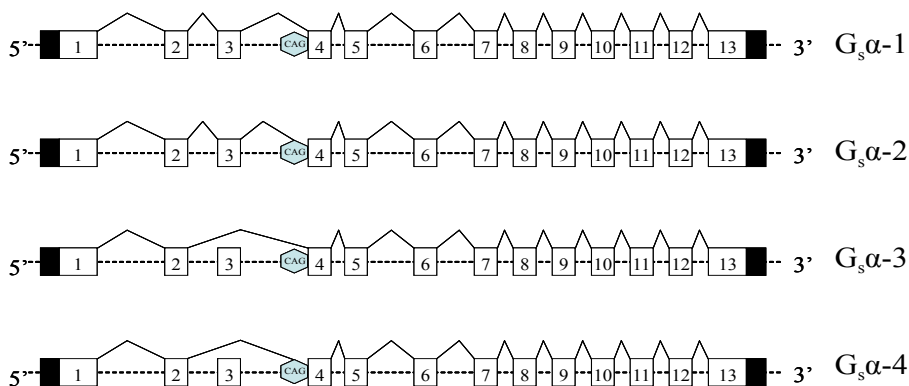 5’ 1 2 3 CAG 4 5 6 7 8 9 10 11 12 13 3’ Gsα-1
5’ 1 2 3 CAG 4 5 6 7 8 9 10 11 12 13 3’ Gsα-2
5’ 1 2 3 CAG 4 5 6 7 8 9 10 11 12 13 3’ Gsα-3
5’ 1 2 3 CAG 4 5 6 7 8 9 10 11 12 13 3’ Gsα-4